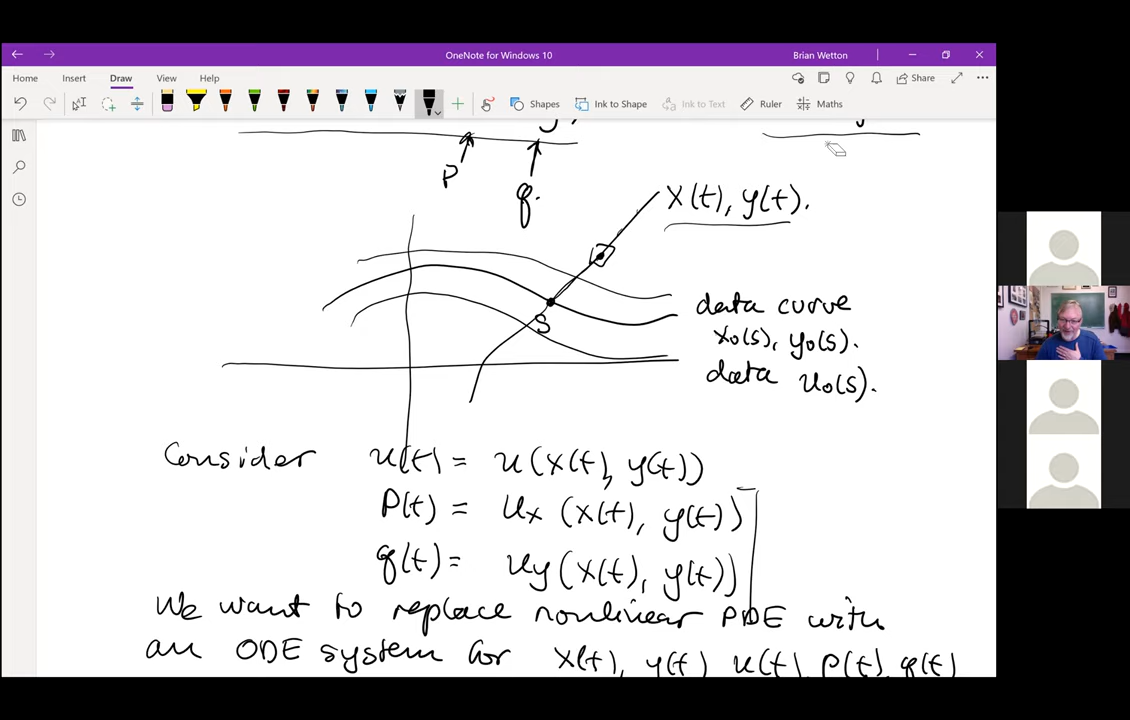 OneNote for Windows 10
Brian Wetton
Home Insert Draw View Help
Share
Shapes Ink to Shape Ink to Text Ruler Maths
p
q.
x(t), y(t).
s
data curve
x0(s), y0(s).
data u0(s).
Consider u(t) = u(x(t), y(t))
p(t) = ux (x(t), y(t))
q(t) = uy (x(t), y(t))
We want to replace nonlinear PDE with
an ODE system for x(t), y(t), u(t), p(t), q(t)